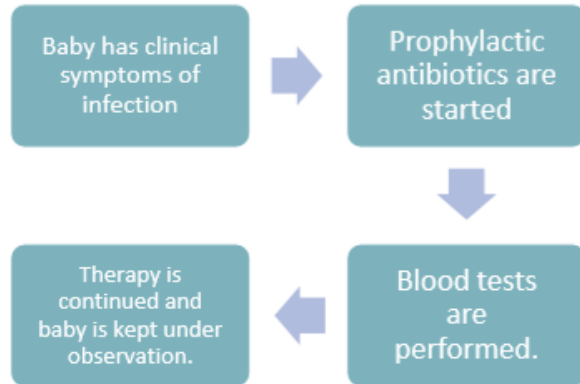 Baby has clinical
symptoms of
infection
Prophylactic
antibiotics are
started
Blood tests
are
performed.
Therapy is
continued and
baby is kept under
observation.